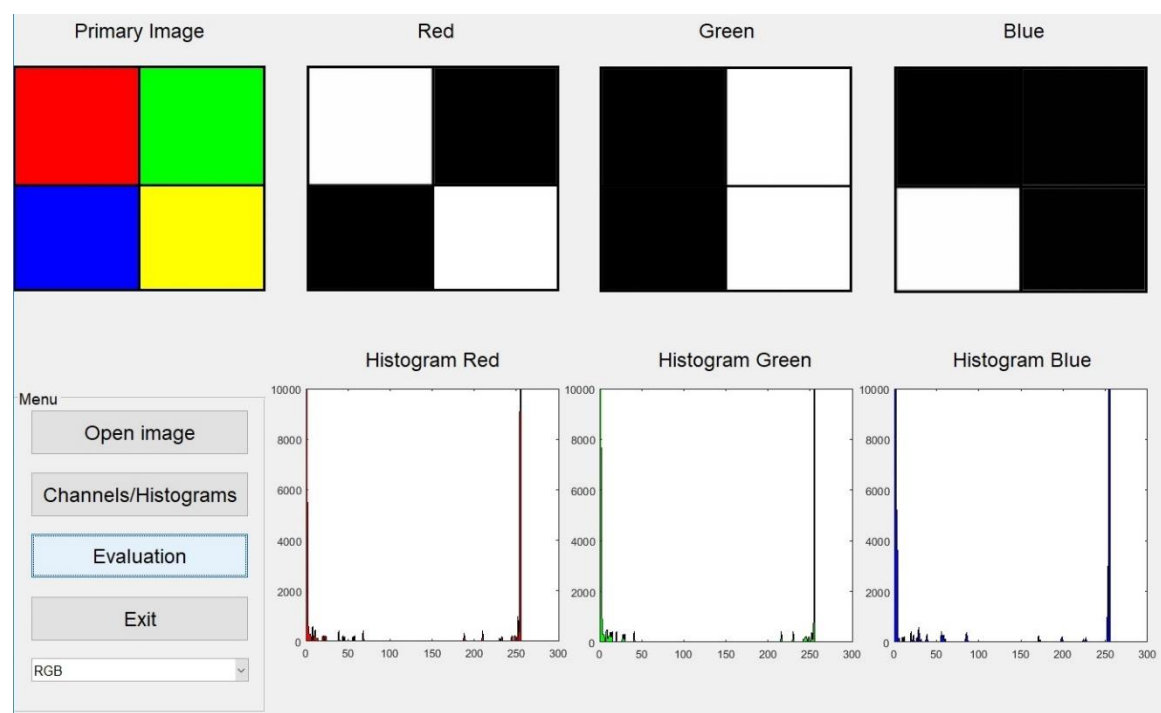 Primary Image
Red
Green
Blue
Histogram Red
Histogram Green
Histogram Blue
Menu
Open image
Channels/Histograms
Evaluation
Exit
RGB
10000
8000
6000
4000
2000
0
0 50 100 150 200 250 300
10000
8000
6000
4000
2000
0
0 50 100 150 200 250 300
10000
8000
6000
4000
2000
0
0 50 100 150 200 250 300